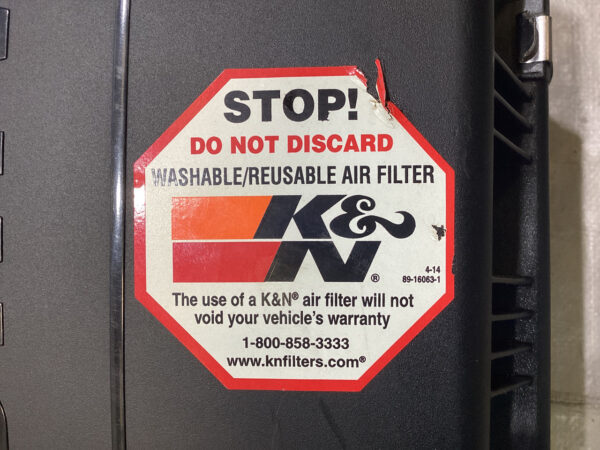 STOP!
DO NOT DISCARD
WASHABLE/REUSABLE AIR FILTER
K&N®
4-14
89-16063-1
The use of a K&N® air filter will not
void your vehicle's warranty
1-800-858-3333
www.knfilters.com®